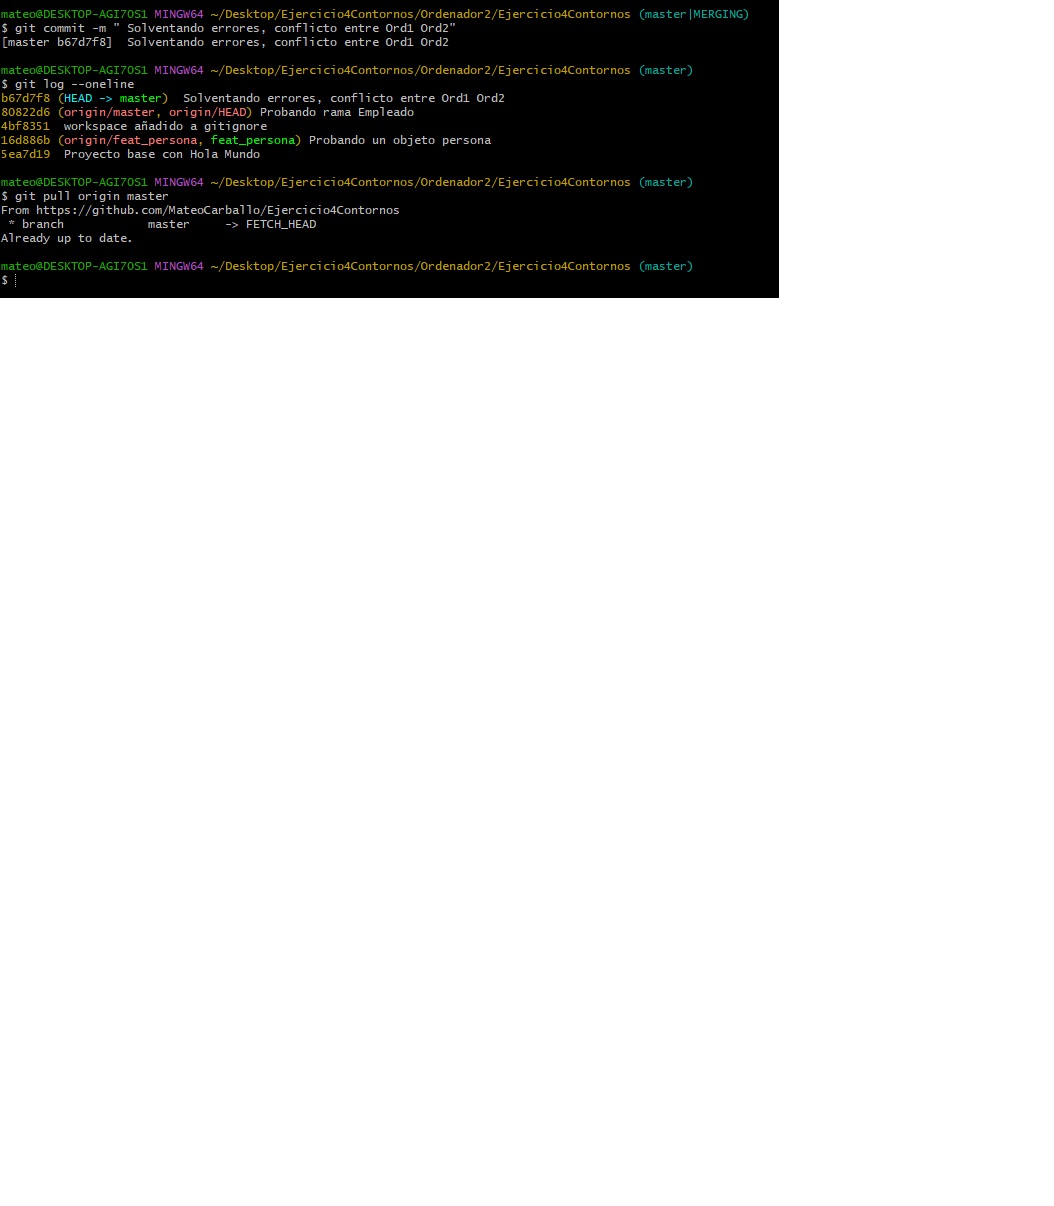 mateo@DESKTOP-AGI7OS1 MINGW64 ~/Desktop/Ejercicio4Contornos/Ordenador2/Ejercicio4Contornos (master|MERGING)
$ git commit -m " Solventando errores, conflicto entre Ord1 Ord2"
[master b67d7f8]  Solventando errores, conflicto entre Ord1 Ord2
mateo@DESKTOP-AGI7OS1 MINGW64 ~/Desktop/Ejercicio4Contornos/Ordenador2/Ejercicio4Contornos (master)
$ git log --oneline
b67d7f8 (HEAD -> master)  Solventando errores, conflicto entre Ord1 Ord2
80822d6 (origin/master, origin/HEAD) Probando rama Empleado
4bf8351  workspace añadido a gitignore
16d886b (origin/feat_persona, feat_persona) Probando un objeto persona
5ea7d19  Proyecto base con Hola Mundo
mateo@DESKTOP-AGI7OS1 MINGW64 ~/Desktop/Ejercicio4Contornos/Ordenador2/Ejercicio4Contornos (master)
$ git pull origin master
From https://github.com/MateoCarballo/Ejercicio4Contornos
 * branch            master     -> FETCH_HEAD
Already up to date.
mateo@DESKTOP-AGI7OS1 MINGW64 ~/Desktop/Ejercicio4Contornos/Ordenador2/Ejercicio4Contornos (master)
$